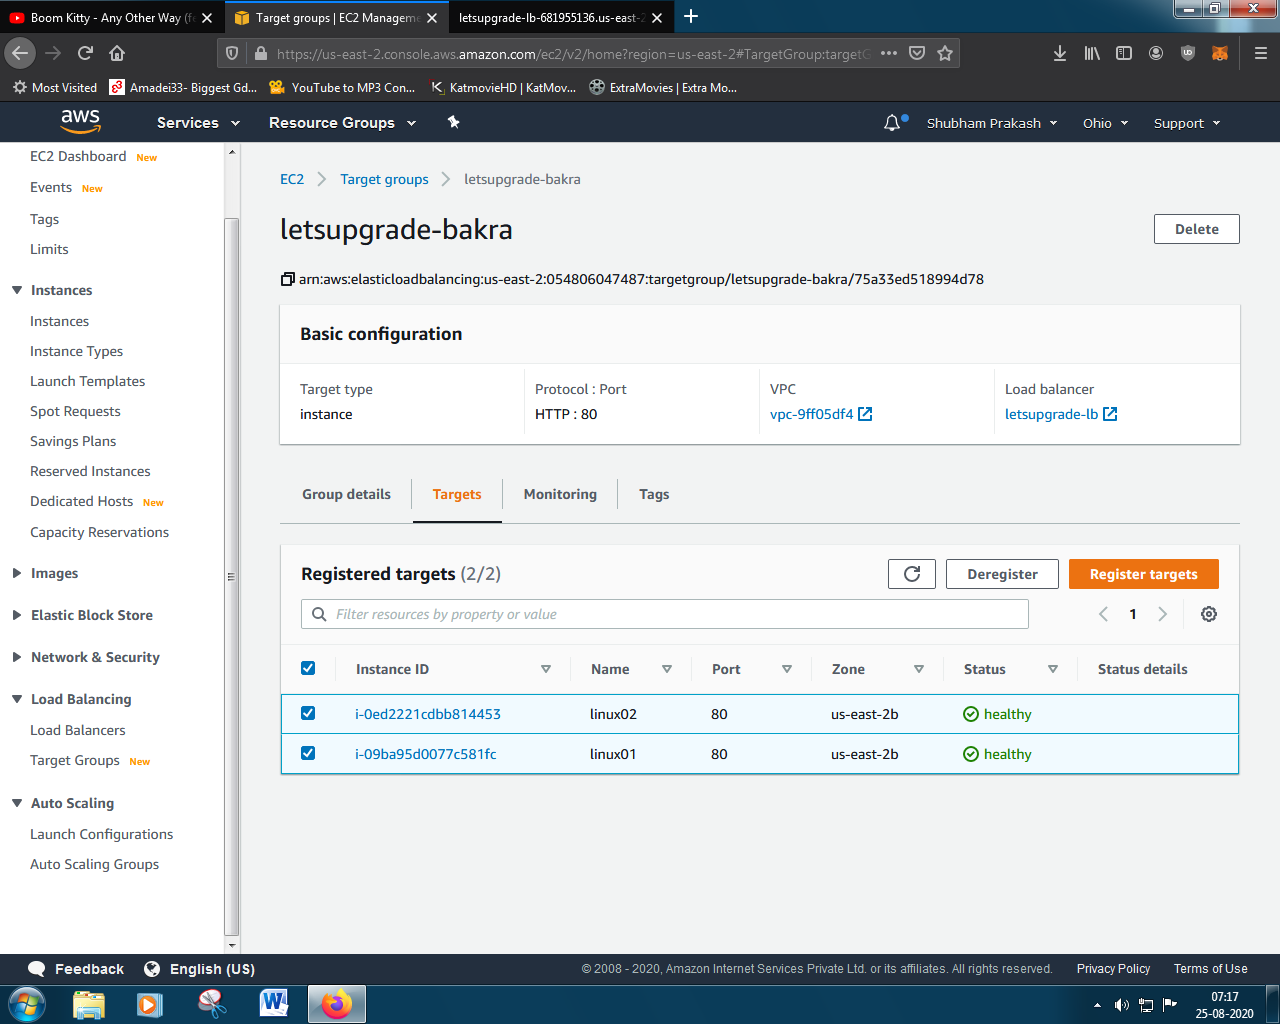 Boom Kitty - Any Other Way (fe
Target groups | EC2 Manageme
letsupgrade-lb-681955136.us-east-2
https://us-east-2.console.aws.amazon.com/ec2/v2/home?region=us-east-2#TargetGroup:targetG
Most Visited
Amadei33- Biggest Gd...
YouTube to MP3 Con...
KatmovieHD | KatMov...
ExtraMovies | Extra Mo...
aws
Services
Resource Groups
Shubham Prakash
Ohio
Support
EC2 Dashboard New
Events New
Tags
Limits
Instances
Instances
Instance Types
Launch Templates
Spot Requests
Savings Plans
Reserved Instances
Dedicated Hosts New
Capacity Reservations
Images
Elastic Block Store
Network & Security
Load Balancing
Load Balancers
Target Groups New
Auto Scaling
Launch Configurations
Auto Scaling Groups
EC2 Target groups letsupgrade-bakra
letsupgrade-bakra
Delete
arn:aws:elasticloadbalancing:us-east-2:054806047487:targetgroup/letsupgrade-bakra/75a33ed518994d78
Basic configuration
Target type Protocol : Port VPC Load balancer
instance HTTP : 80 vpc-9ff05df4 letsupgrade-lb
Group details Targets Monitoring Tags
Registered targets (2/2)
Deregister
Register targets
Filter resources by property or value
1
Instance ID Name Port Zone Status Status details
i-0ed2221cdbb814453 linux02 80 us-east-2b healthy
i-09ba95d0077c581fc linux01 80 us-east-2b healthy
Feedback English (US) © 2008 - 2020, Amazon Internet Services Private Ltd. or its affiliates. All rights reserved. Privacy Policy Terms of Use
07:17
25-08-2020